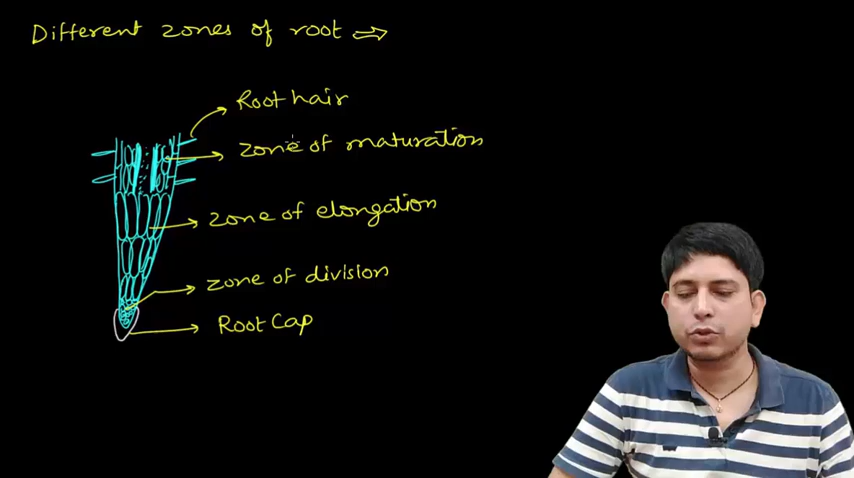 Different zones of root ⇒
Root hair
zone of maturation
zone of elongation
zone of division
Root Cap